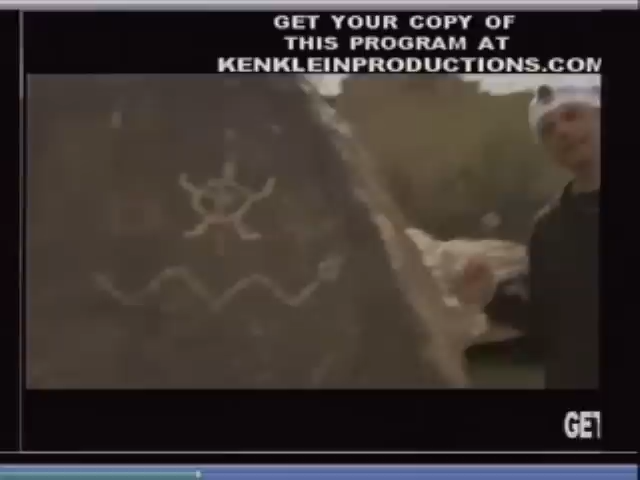 GET YOUR COPY OF
THIS PROGRAM AT
KENKLEINPRODUCTIONS.COM
GET